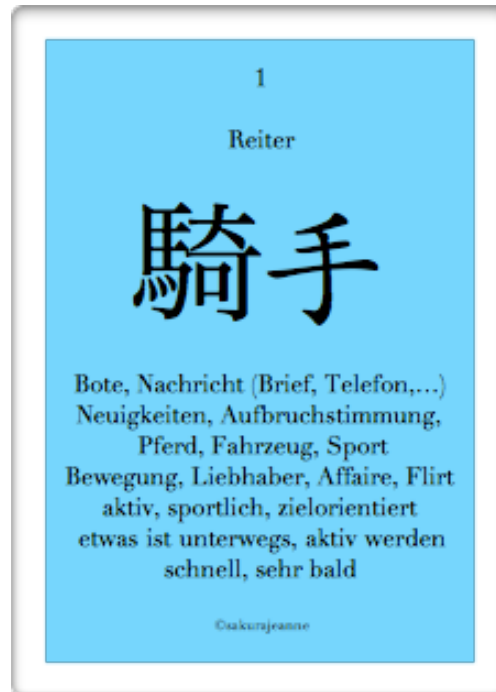 1
Reiter
騎手
Bote, Nachricht (Brief, Telefon,...)
Neuigkeiten, Aufbruchstimmung,
Pferd, Fahrzeug, Sport
Bewegung, Liebhaber, Affaire, Flirt
aktiv, sportlich, zielorientiert
etwas ist unterwegs, aktiv werden
schnell, sehr bald
©sakurajeanne